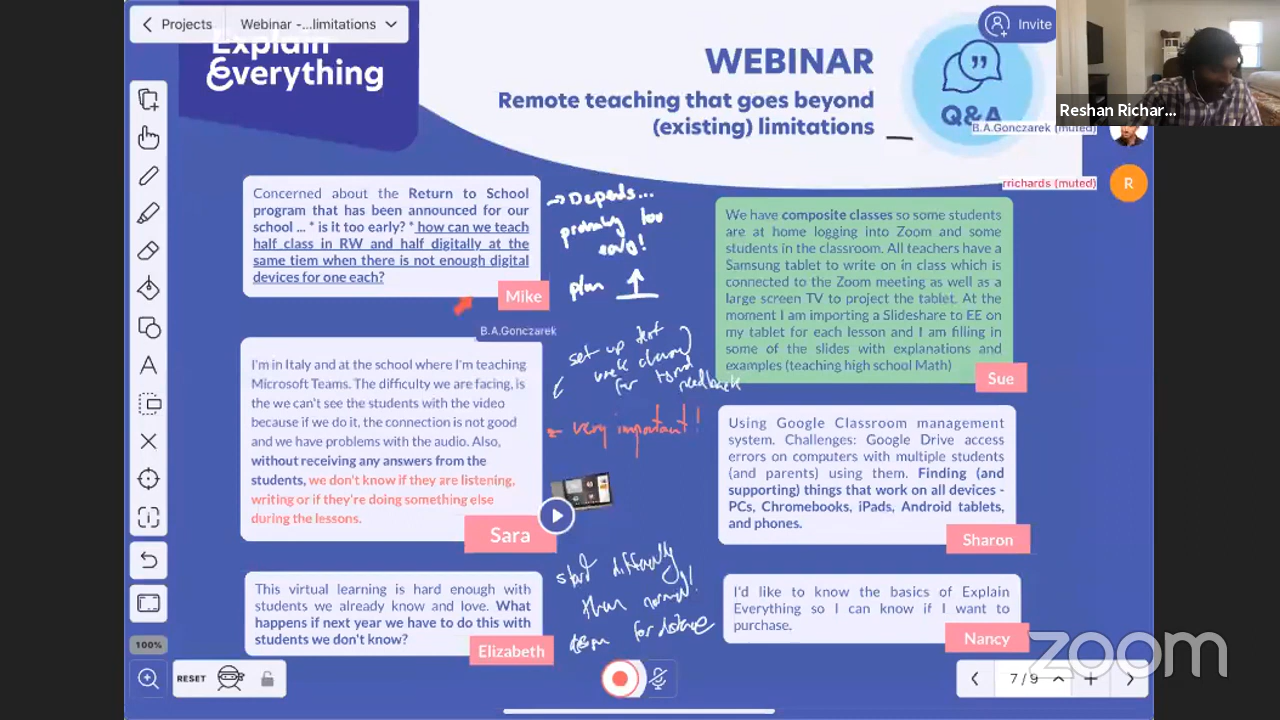 Projects
Webinar -...limitations
Explain
Everything
WEBINAR
Remote teaching that goes beyond
(existing) limitations
Q&A
Invite
Reshan Richar...
B.A.Gonczarek (muted)
rrichards (muted)
R
Concerned about the Return to School
program that has been announced for our
school ... * is it too early? * how can we teach
half class in RW and half digitally at the
same tiem when there is not enough digital
devices for one each?
Mike
B.A.Gonczarek
→ Depends...
probably too
early!
plan
I'm in Italy and at the school where I'm teaching
Microsoft Teams. The difficulty we are facing, is
the we can't see the students with the video
because if we do it, the connection is not good
and we have problems with the audio. Also,
without receiving any answers from the
students, we don't know if they are listening,
writing or if they're doing something else
during the lessons.
Sara
set up
for
feedback
very important!
This virtual learning is hard enough with
students we already know and love. What
happens if next year we have to do this with
students we don't know?
Elizabeth
start differently
than normal!
for distance
We have composite classes so some students
are at home logging into Zoom and some
students in the classroom. All teachers have a
Samsung tablet to write on in class which is
connected to the Zoom meeting as well as a
large screen TV to project the tablet. At the
moment I am importing a Slideshare to EE on
my tablet for each lesson and I am filling in
some of the slides with explanations and
examples (teaching high school Math)
Sue
Using Google Classroom management
system. Challenges: Google Drive access
errors on computers with multiple students
(and parents) using them. Finding (and
supporting) things that work on all devices -
PCs, Chromebooks, iPads, Android tablets,
and phones.
Sharon
I'd like to know the basics of Explain
Everything so I can know if I want to
purchase.
Nancy
100%
RESET
7 / 9
zoom